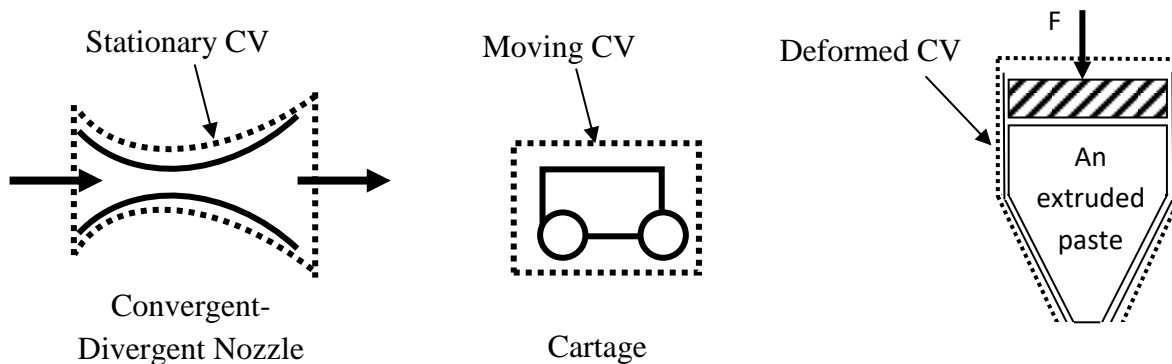 Stationary CV
Convergent-
Divergent Nozzle
Moving CV
Cartage
Deformed CV
F
An
extruded
paste